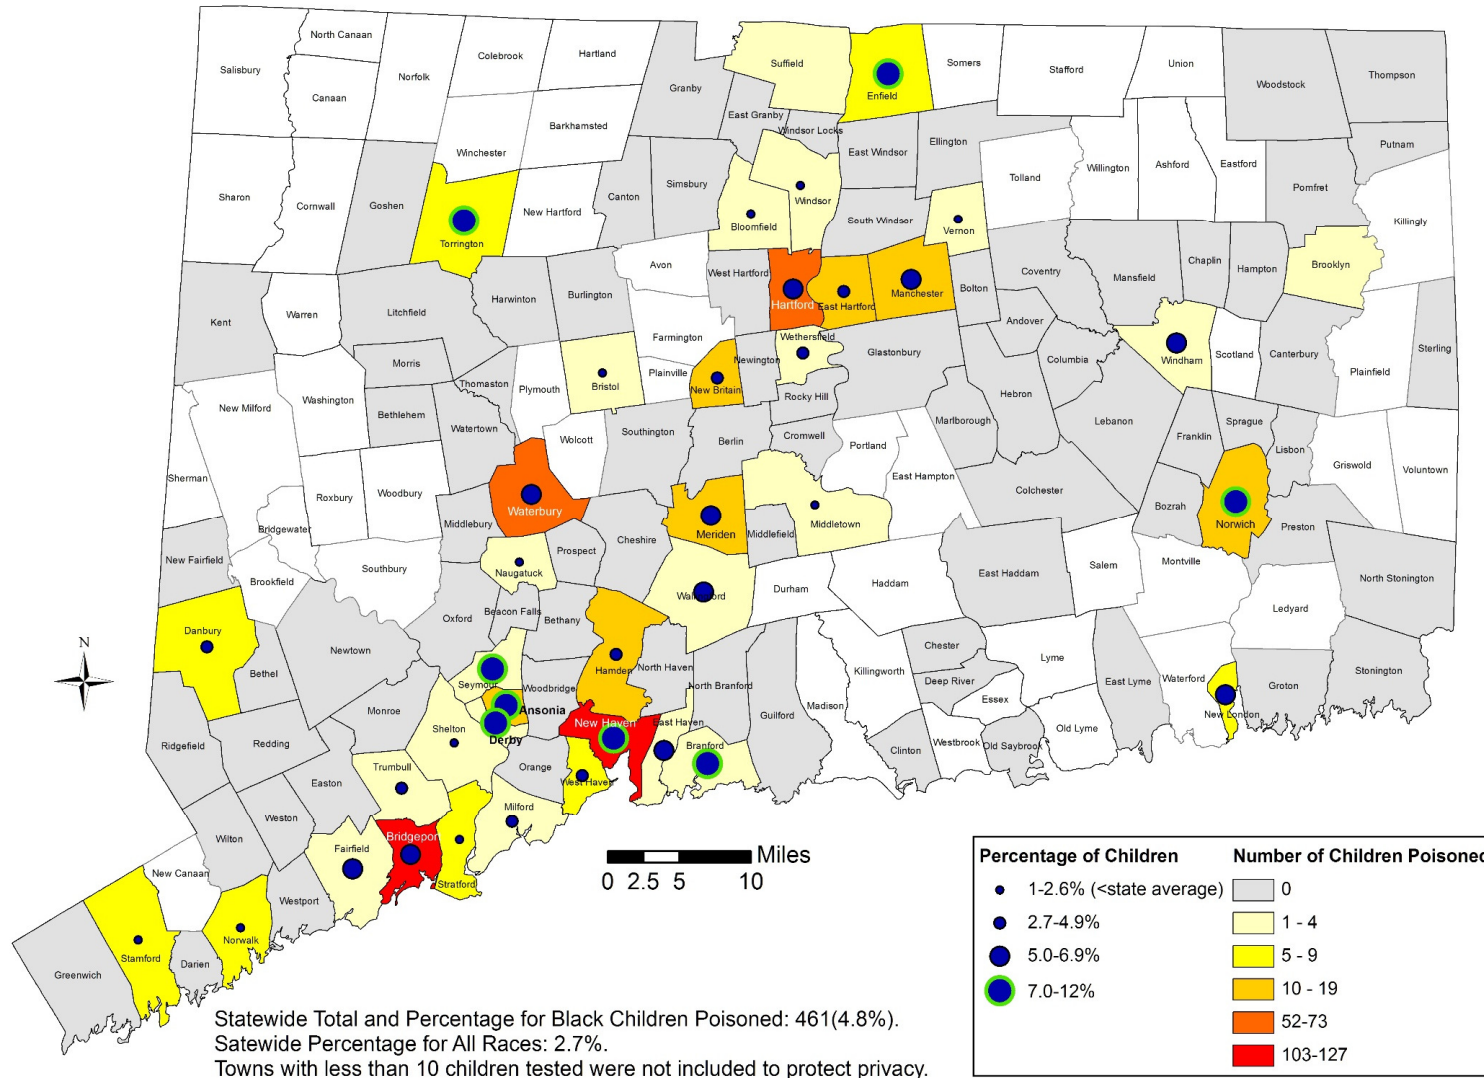 North Canaan
Colebrook
Hartland
Salisbury
Norfolk
Canaan
Granby
Suffield
Enfield
Somers
Stafford
Union
Woodstock
Thompson
Barkhamsted
East Granby
Windsor Locks
East Windsor
Ellington
Winchester
Putnam
Willington
Ashford
Eastford
Tolland
Pomfret
Sharon
Cornwall
Goshen
Torrington
New Hartford
Canton
Simsbury
Bloomfield
Windsor
South Windsor
Vernon
Killingly
Avon
West Hartford
Hartford
East Hartford
Manchester
Bolton
Coventry
Mansfield
Chaplin
Hampton
Brooklyn
Kent
Warren
Litchfield
Harwinton
Burlington
Farmington
Wethersfield
Andover
Glastonbury
Columbia
Windham
Scotland
Canterbury
Sterling
Plainfield
Morris
Thomaston
Plymouth
Bristol
Plainville
New Britain
Newington
Rocky Hill
Hebron
New Milford
Washington
Bethlehem
Watertown
Wolcott
Southington
Berlin
Cromwell
Portland
Marlborough
Lebanon
Franklin
Sprague
Lisbon
Griswold
Voluntown
Sherman
Roxbury
Woodbury
Waterbury
East Hampton
Colchester
Bozrah
Norwich
Preston
Bridgewater
Middlebury
Meriden
Middletown
Middlefield
New Fairfield
Brookfield
Southbury
Naugatuck
Prospect
Cheshire
Wallingford
Durham
Haddam
East Haddam
Salem
Montville
North Stonington
Ledyard
Oxford
Beacon Falls
Bethany
Danbury
Bethel
Newtown
Seymour
Woodbridge
Hamden
North Haven
North Branford
Guilford
Madison
Killingworth
Chester
Deep River
Essex
Lyme
East Lyme
Waterford
New London
Groton
Stonington
N
Ansonia
Derby
Monroe
Shelton
New Haven
East Haven
Branford
Clinton
Westbrook
Old Saybrook
Old Lyme
Ridgefield
Redding
Easton
Trumbull
Orange
West Haven
Milford
Weston
Wilton
Fairfield
Bridgepor
Stratford
New Canaan
Westport
Norwalk
Stamford
Darien
Greenwich
Miles
0 2.5 5 10
Percentage of Children
1-2.6% (<state average)
2.7-4.9%
5.0-6.9%
7.0-12%
Number of Children Poisoned
0
1 - 4
5 - 9
10 - 19
52-73
103-127
Statewide Total and Percentage for Black Children Poisoned: 461(4.8%).
Satewide Percentage for All Races: 2.7%.
Towns with less than 10 children tested were not included to protect privacy.